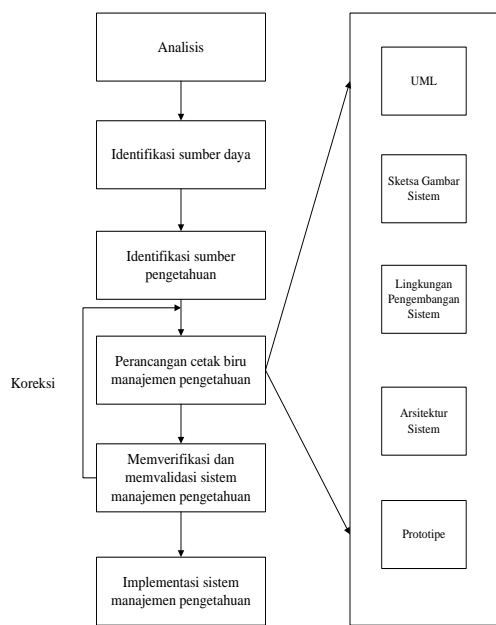 Analisis
Identifikasi sumber daya
Identifikasi sumber
pengetahuan
Koreksi
Perancangan cetak biru
manajemen pengetahuan
Memverifikasi dan
memvalidasi sistem
manajemen pengetahuan
Implementasi sistem
manajemen pengetahuan
UML
Sketsa Gambar
Sistem
Lingkungan
Pengembangan
Sistem
Arsitektur
Sistem
Prototipe